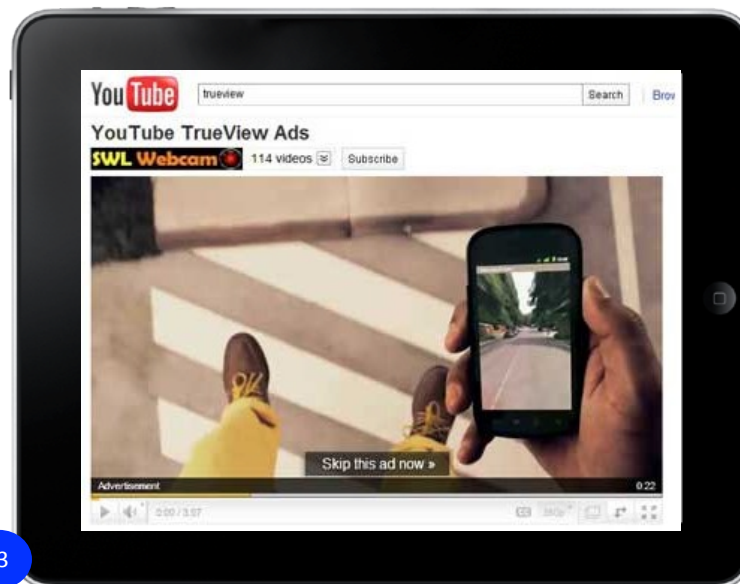 You Tube
trueview
Search
YouTube TrueView Ads
SWL Webcam 114 videos Subscribe
Skip this ad now »
Advertisement 0:22
0:00 / 3:07
3